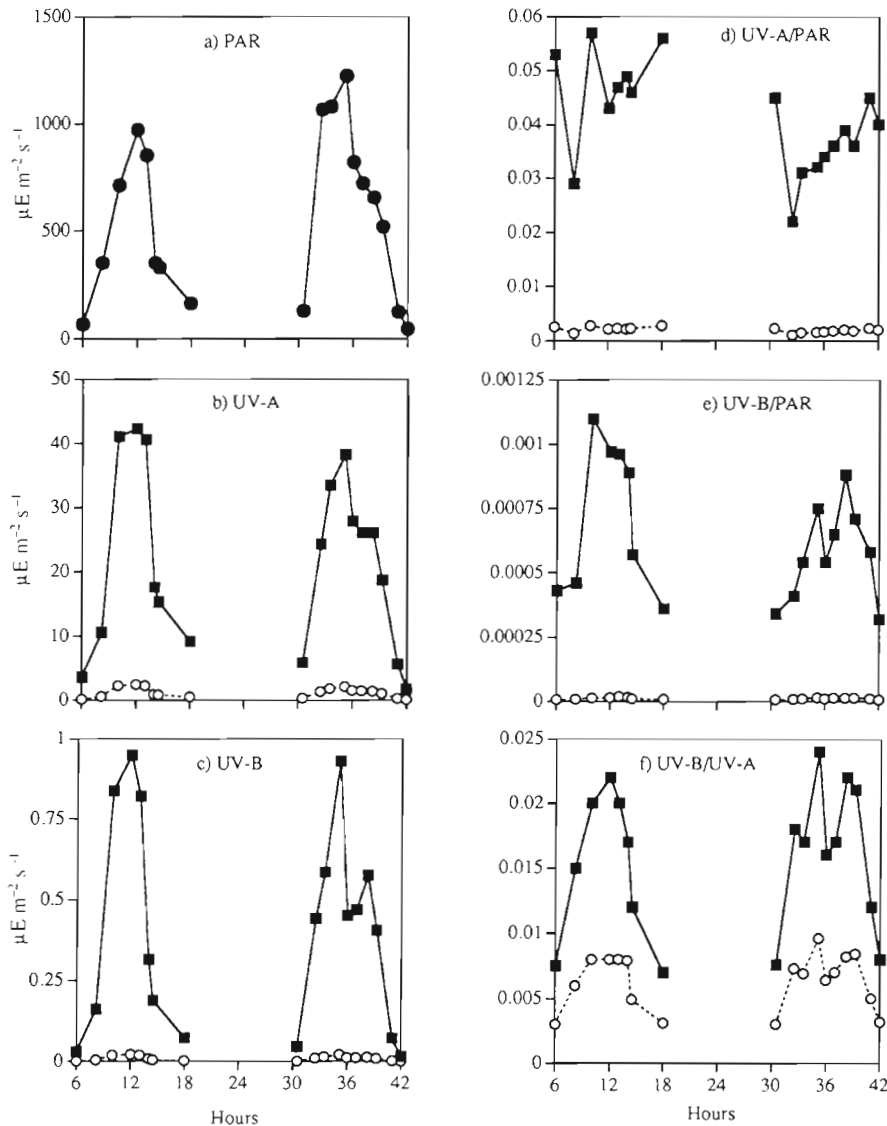 a) PAR
1500
1000
500
0
µE m⁻² s⁻¹
b) UV-A
50
40
30
20
10
0
µE m⁻² s⁻¹
c) UV-B
1
0.75
0.5
0.25
0
µE m⁻² s⁻¹
6 12 18 24 30 36 42
Hours
d) UV-A/PAR
0.06
0.05
0.04
0.03
0.02
0.01
0
e) UV-B/PAR
0.00125
0.001
0.00075
0.0005
0.00025
0
f) UV-B/UV-A
0.025
0.02
0.015
0.01
0.005
0
6 12 18 24 30 36 42
Hours